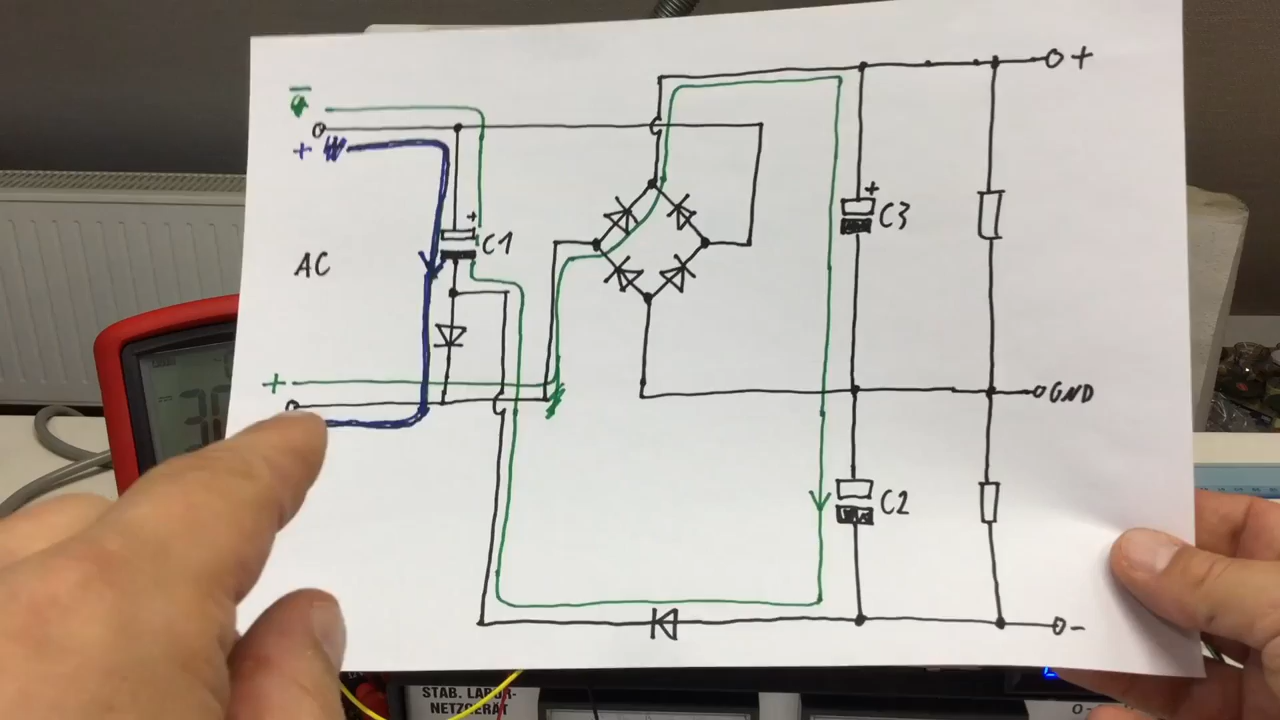 +
+
AC
+
C1
+
C3
+
GND
C2
-
STAB. LABOR-
NETZGERÄT